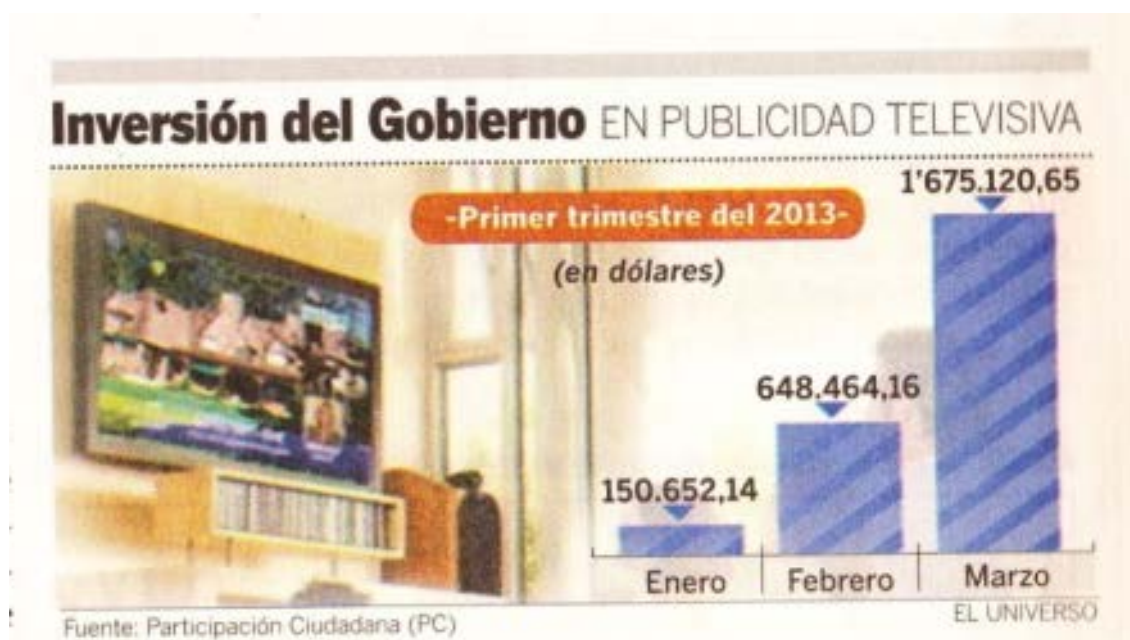 Inversión del Gobierno EN PUBLICIDAD TELEVISIVA
-Primer trimestre del 2013-
(en dólares)
1'675.120,65
648.464,16
150.652,14
Enero
Febrero
Marzo
Fuente: Participación Ciudadana (PC)
EL UNIVERSO